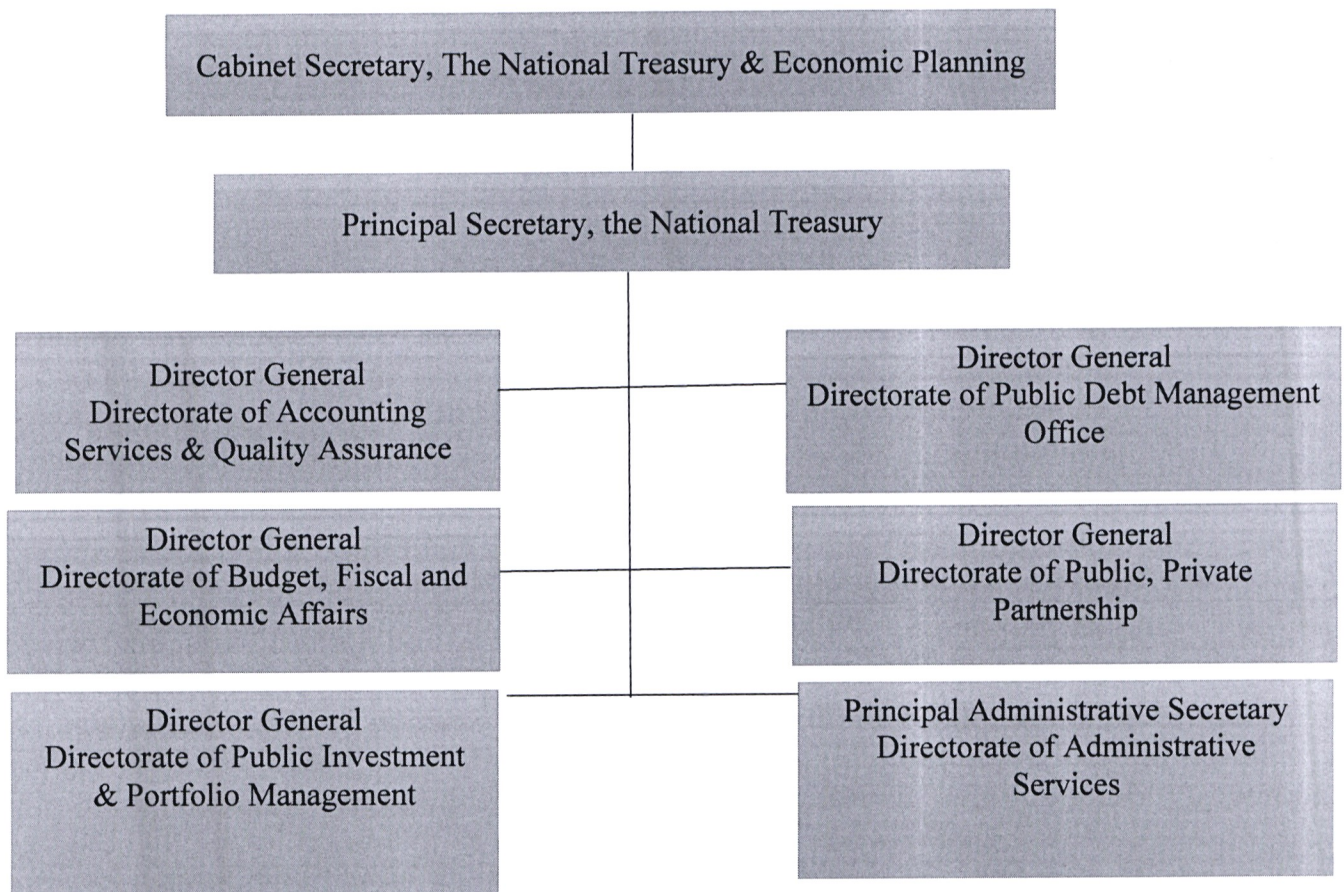 Cabinet Secretary, The National Treasury & Economic Planning
Principal Secretary, the National Treasury
Director General
Directorate of Accounting
Services & Quality Assurance
Director General
Directorate of Public Debt Management
Office
Director General
Directorate of Budget, Fiscal and
Economic Affairs
Director General
Directorate of Public, Private
Partnership
Director General
Directorate of Public Investment
& Portfolio Management
Principal Administrative Secretary
Directorate of Administrative
Services